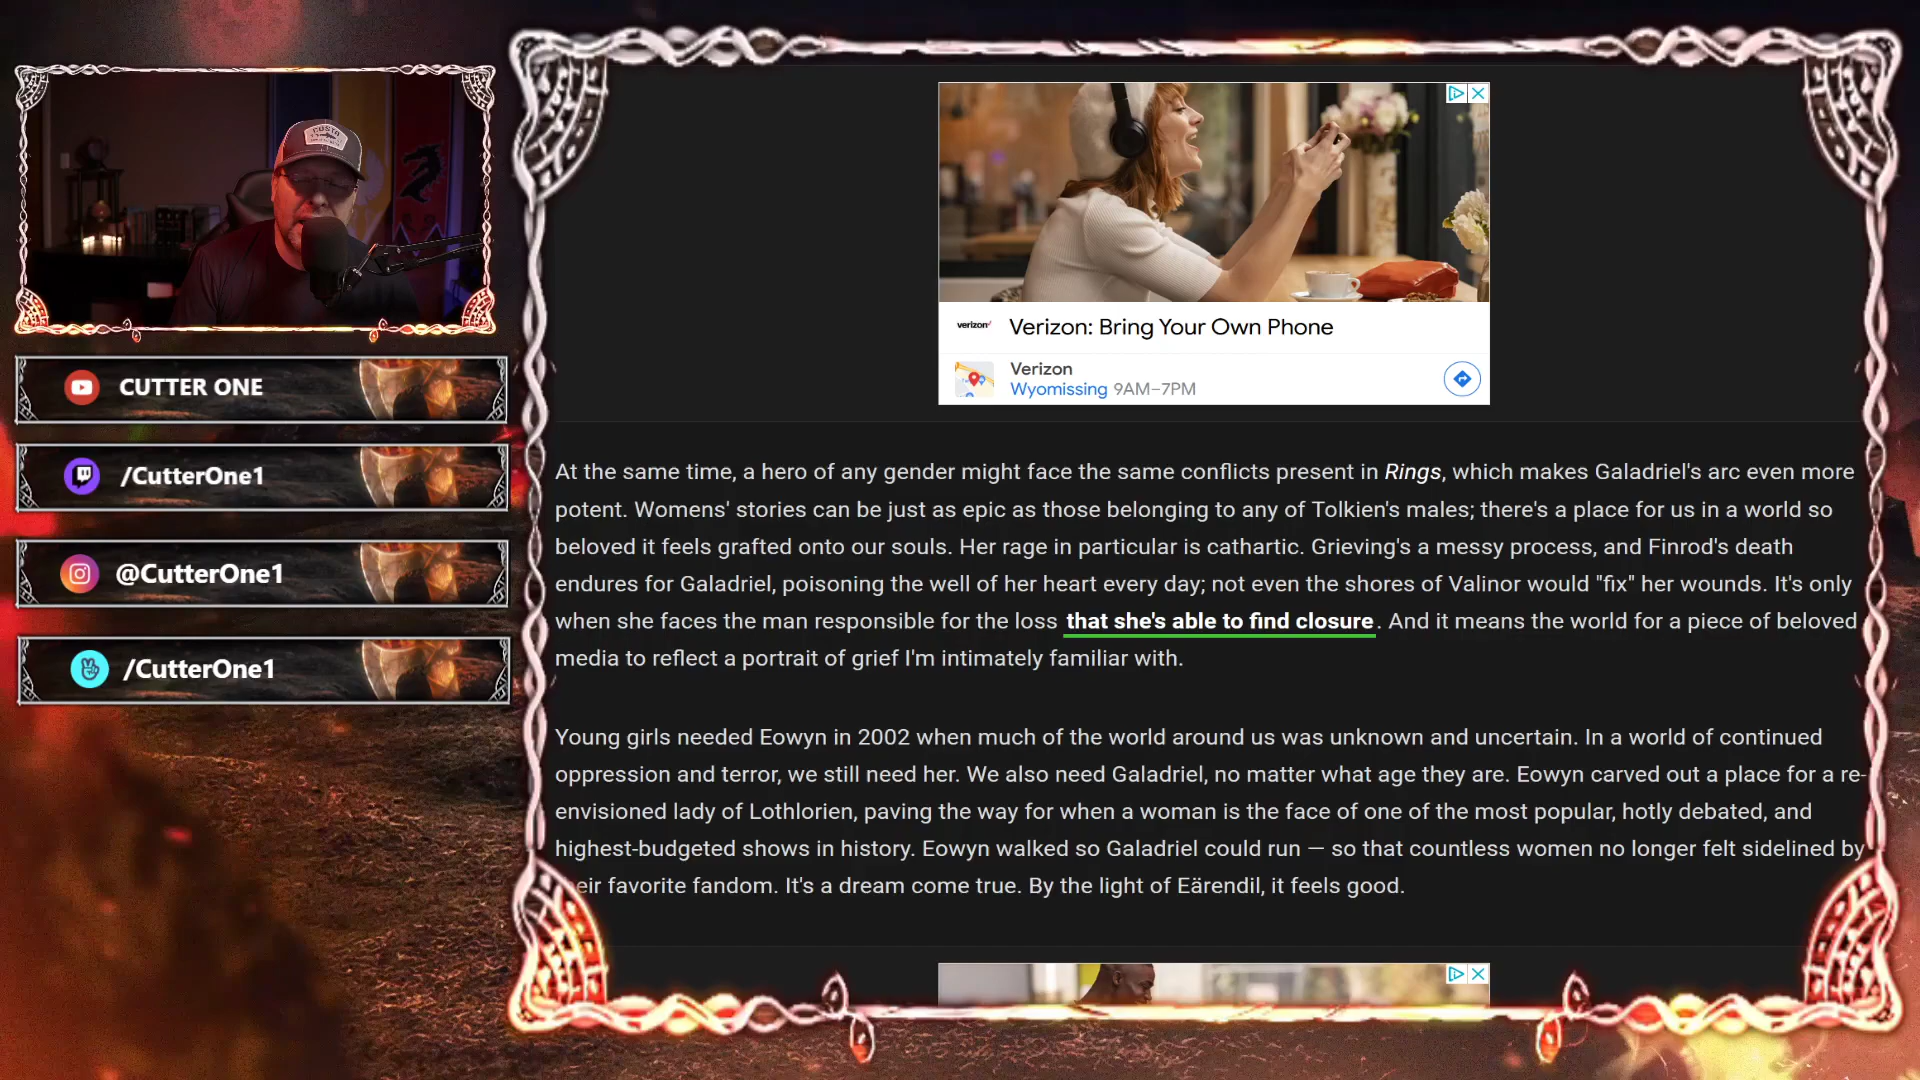 COSTA
CUTTER ONE
/CutterOne1
@CutterOne1
/CutterOne1
verizon
Verizon: Bring Your Own Phone
Verizon
Wyomissing 9AM–7PM
At the same time, a hero of any gender might face the same conflicts present in Rings, which makes Galadriel's arc even more
potent. Womens' stories can be just as epic as those belonging to any of Tolkien's males; there's a place for us in a world so
beloved it feels grafted onto our souls. Her rage in particular is cathartic. Grieving's a messy process, and Finrod's death
endures for Galadriel, poisoning the well of her heart every day; not even the shores of Valinor would "fix" her wounds. It's only
when she faces the man responsible for the loss that she's able to find closure. And it means the world for a piece of beloved
media to reflect a portrait of grief I'm intimately familiar with.
Young girls needed Eowyn in 2002 when much of the world around us was unknown and uncertain. In a world of continued
oppression and terror, we still need her. We also need Galadriel, no matter what age they are. Eowyn carved out a place for a re-
envisioned lady of Lothlorien, paving the way for when a woman is the face of one of the most popular, hotly debated, and
highest-budgeted shows in history. Eowyn walked so Galadriel could run — so that countless women no longer felt sidelined by
eir favorite fandom. It's a dream come true. By the light of Eärendil, it feels good.